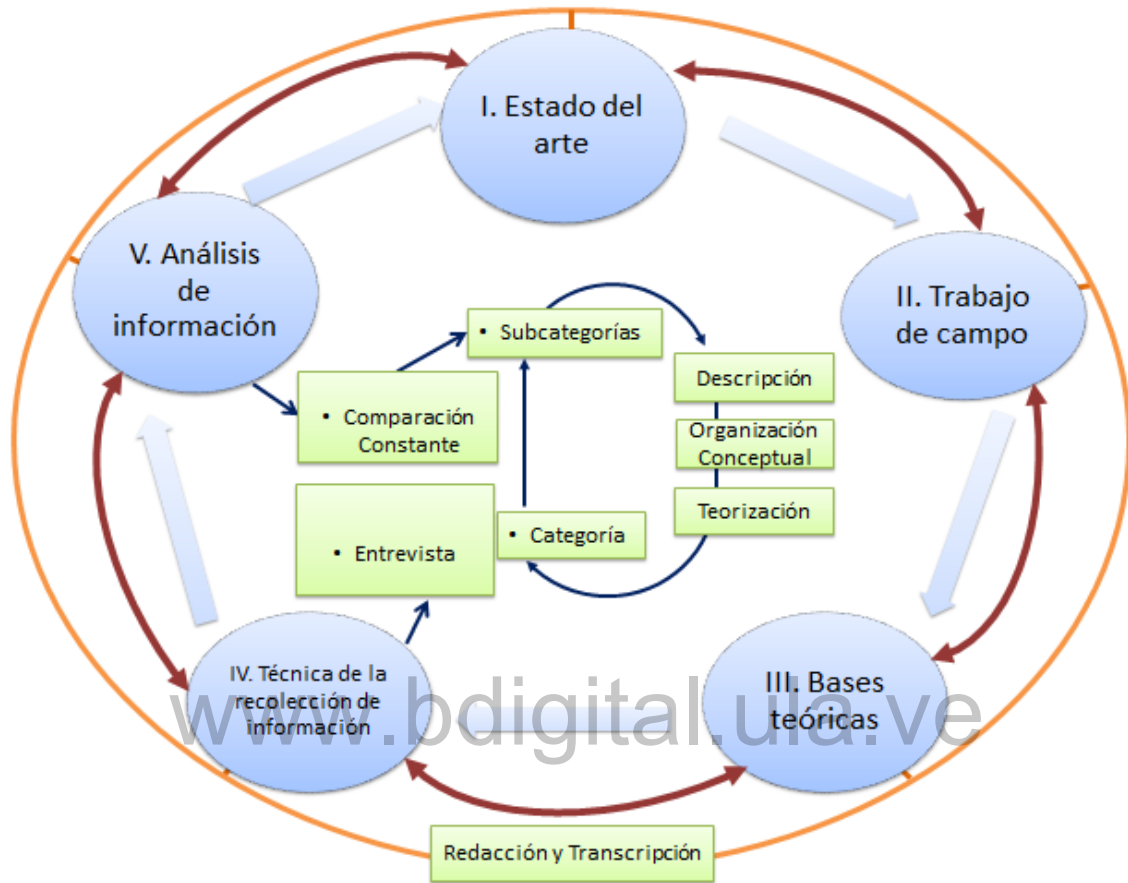 I. Estado del
arte
II. Trabajo
de campo
III. Bases
teóricas
IV. Técnica de la
recolección de
información
V. Análisis
de
información
• Comparación
Constante
• Subcategorías
Descripción
Organización
Conceptual
Teorización
• Categoría
• Entrevista
www.bdigital.ula.ve
Redacción y Transcripción